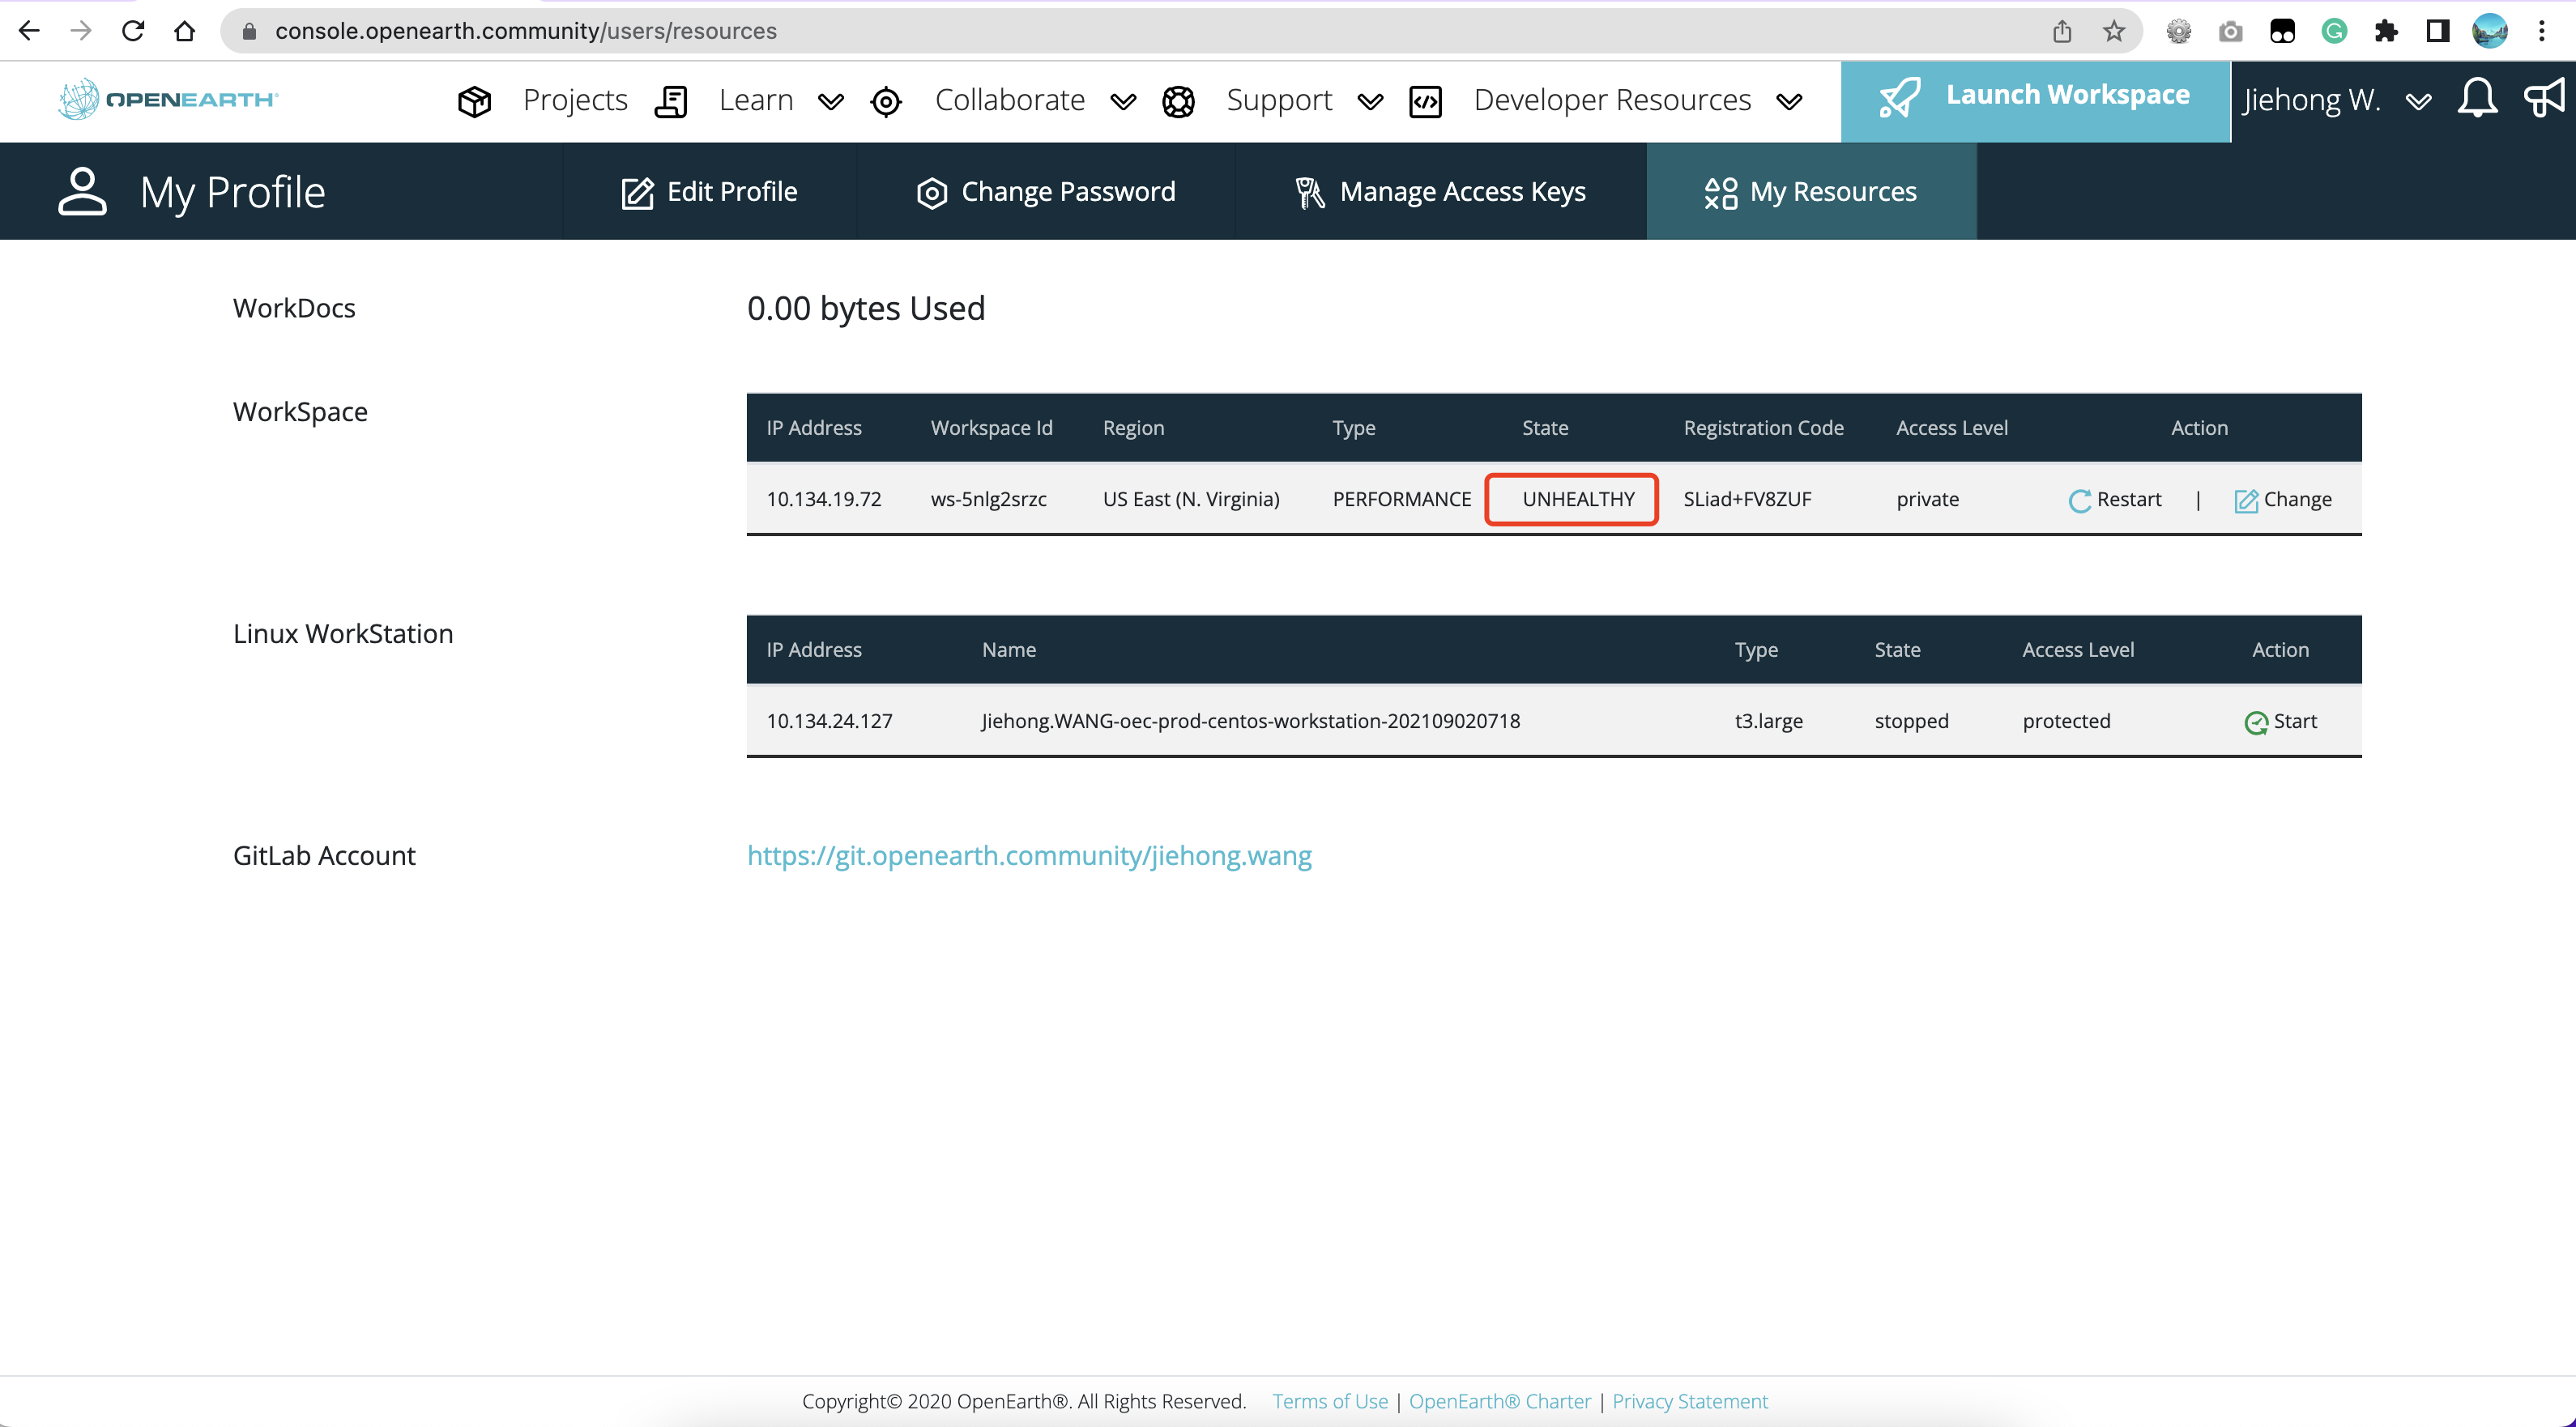 console.openearth.community/users/resources
OPENEARTH® Projects Learn Collaborate Support Developer Resources Launch Workspace Jiehong W.
My Profile Edit Profile Change Password Manage Access Keys My Resources
WorkDocs 0.00 bytes Used
WorkSpace
IP Address Workspace Id Region Type State Registration Code Access Level Action
10.134.19.72 ws-5nlg2srzc US East (N. Virginia) PERFORMANCE UNHEALTHY SLiad+FV8ZUF private Restart | Change
Linux WorkStation
IP Address Name Type State Access Level Action
10.134.24.127 Jiehong.WANG-oec-prod-centos-workstation-202109020718 t3.large stopped protected Start
GitLab Account https://git.openearth.community/jiehong.wang
Copyright© 2020 OpenEarth®. All Rights Reserved. Terms of Use | OpenEarth® Charter | Privacy Statement